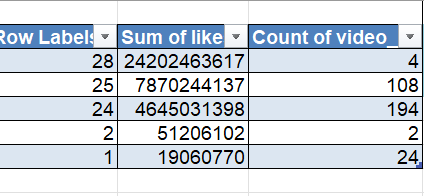 Row Labels Sum of like Count of video_
28 24202463617 4
25 7870244137 108
24 4645031398 194
2 51206102 2
1 19060770 24